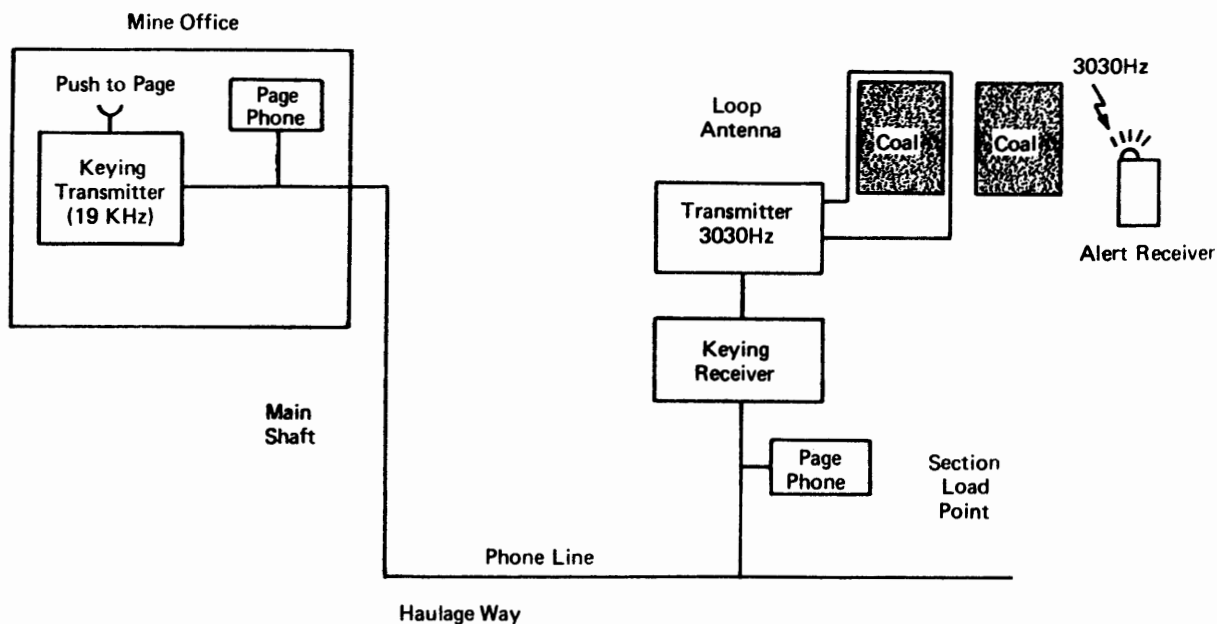 Mine Office
Push to Page
Page
Phone
Keying
Transmitter
(19 KHz)
Main
Shaft
Phone Line
Haulage Way
Loop
Antenna
Coal
Coal
3030Hz
Alert Receiver
Transmitter
3030Hz
Keying
Receiver
Page
Phone
Section
Load
Point